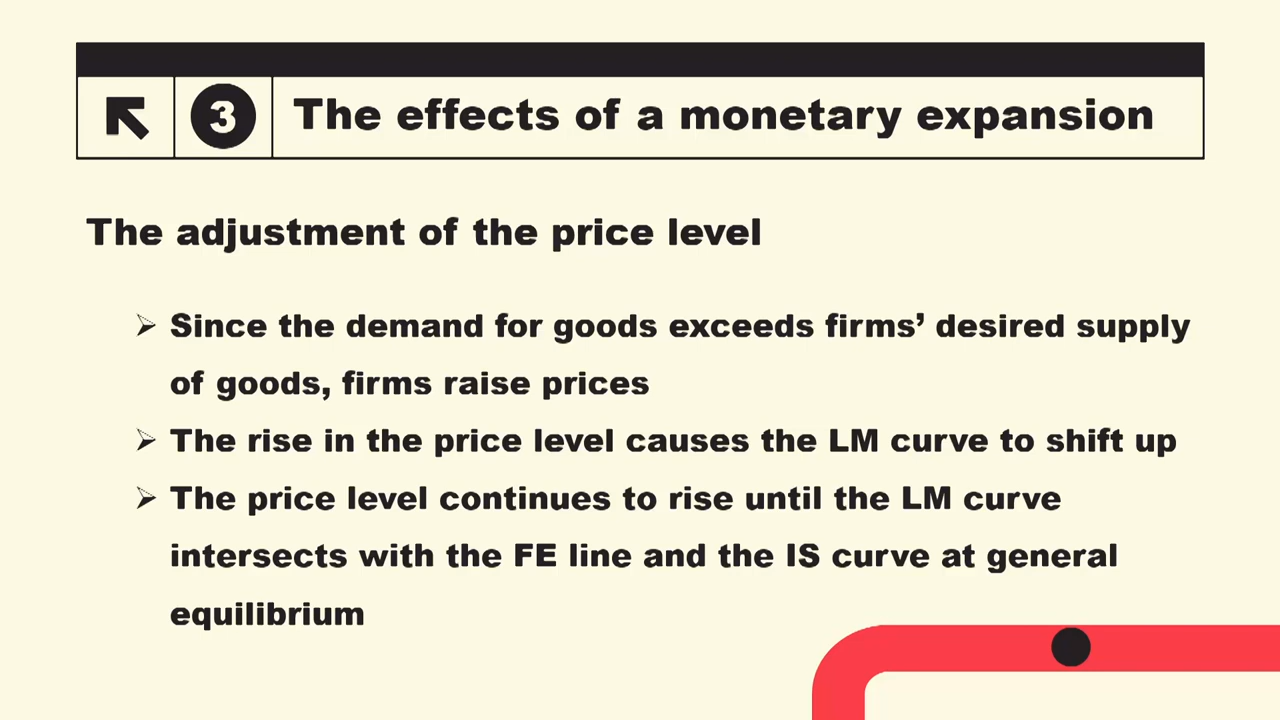 3
The effects of a monetary expansion
The adjustment of the price level
Since the demand for goods exceeds firms’ desired supply
of goods, firms raise prices
The rise in the price level causes the LM curve to shift up
The price level continues to rise until the LM curve
intersects with the FE line and the IS curve at general
equilibrium